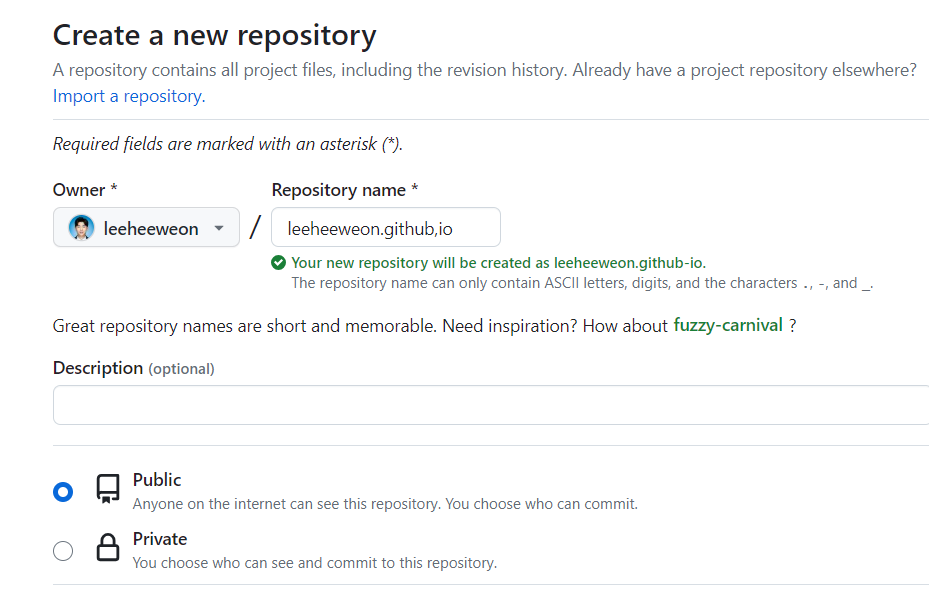 Create a new repository
A repository contains all project files, including the revision history. Already have a project repository elsewhere?
Import a repository.
Required fields are marked with an asterisk (*).
Owner * Repository name *
leeheeweon / leeheeweon.github,io
Your new repository will be created as leeheeweon.github-io.
The repository name can only contain ASCII letters, digits, and the characters ., -, and _.
Great repository names are short and memorable. Need inspiration? How about fuzzy-carnival ?
Description (optional)
Public
Anyone on the internet can see this repository. You choose who can commit.
Private
You choose who can see and commit to this repository.